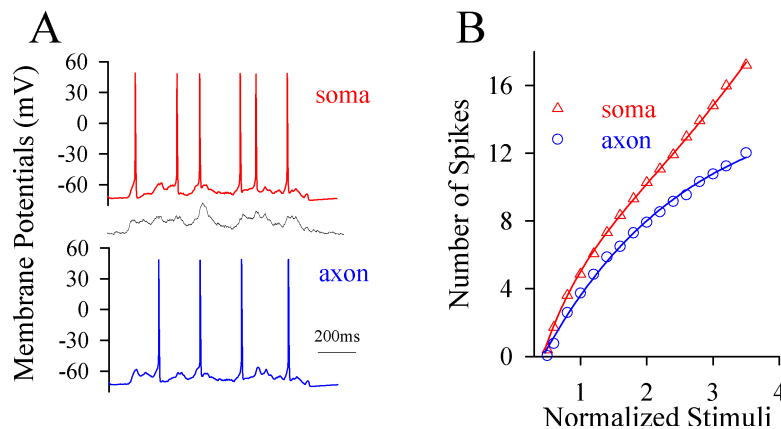 A
Membrane Potentials (mV)
60
30
0
-30
-60
soma
60
30
0
-30
-60
axon
200ms
B
Number of Spikes
16
12
8
4
0
soma
axon
1
2
3
4
Normalized Stimuli